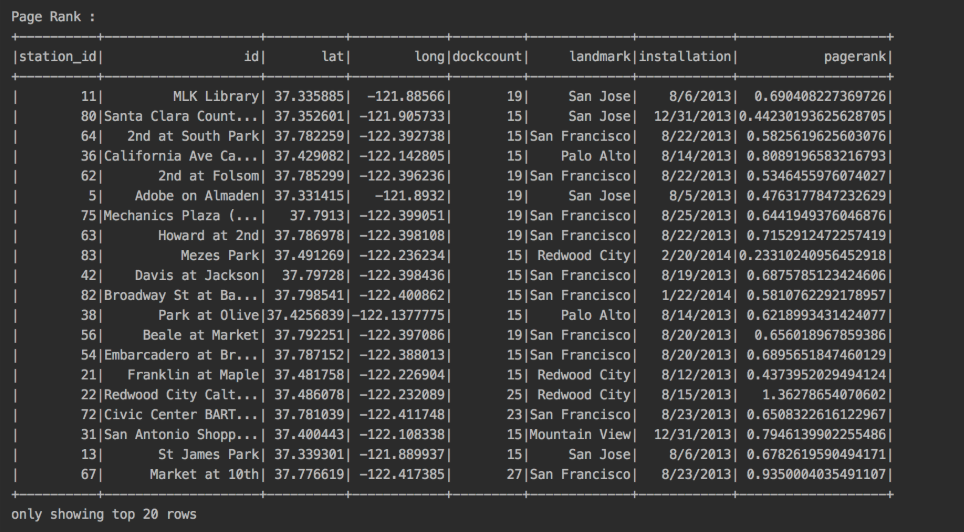 Page Rank :
+----------+--------------------+----------+------------+---------+-------------+------------+-------------------+
|station_id|                  id|       lat|        long|dockcount|     landmark|installation|           pagerank|
+----------+--------------------+----------+------------+---------+-------------+------------+-------------------+
|        11|         MLK Library| 37.335885|  -121.88566|       19|     San Jose|    8/6/2013|  0.690408227369726|
|        80|Santa Clara Count...| 37.352601| -121.905733|       15|     San Jose|  12/31/2013|0.44230193625628705|
|        64|   2nd at South Park| 37.782259| -122.392738|       15|San Francisco|   8/22/2013| 0.5825619625603076|
|        36|California Ave Ca...| 37.429082| -122.142805|       15|    Palo Alto|   8/14/2013| 0.8089196583216793|
|        62|       2nd at Folsom| 37.785299| -122.396236|       19|San Francisco|   8/22/2013| 0.5346455976074027|
|         5|    Adobe on Almaden| 37.331415|   -121.8932|       19|     San Jose|    8/5/2013| 0.4763177847232629|
|        75|Mechanics Plaza (...|   37.7913| -122.399051|       19|San Francisco|   8/25/2013| 0.6441949376046876|
|        63|       Howard at 2nd| 37.786978| -122.398108|       19|San Francisco|   8/22/2013| 0.7152912472257419|
|        83|          Mezes Park| 37.491269| -122.236234|       15| Redwood City|   2/20/2014|0.23310240956452918|
|        42|    Davis at Jackson|  37.79728| -122.398436|       15|San Francisco|   8/19/2013| 0.6875785123424606|
|        82|Broadway St at Ba...| 37.798541| -122.400862|       15|San Francisco|   1/22/2014| 0.5810762292178957|
|        38|       Park at Olive|37.4256839|-122.1377775|       15|    Palo Alto|   8/14/2013| 0.6218993431424077|
|        56|     Beale at Market| 37.792251| -122.397086|       19|San Francisco|   8/20/2013|  0.656018967859386|
|        54|Embarcadero at Br...| 37.787152| -122.388013|       15|San Francisco|   8/20/2013| 0.6895651847460129|
|        21|   Franklin at Maple| 37.481758| -122.226904|       15| Redwood City|   8/12/2013| 0.4373952029494124|
|        22|Redwood City Calt...| 37.486078| -122.232089|       25| Redwood City|   8/15/2013|   1.36278654070602|
|        72|Civic Center BART...| 37.781039| -122.411748|       23|San Francisco|   8/23/2013| 0.6508322616122967|
|        31|San Antonio Shopp...| 37.400443| -122.108338|       15|Mountain View|  12/31/2013| 0.7946139902255486|
|        13|       St James Park| 37.339301| -121.889937|       15|     San Jose|    8/6/2013| 0.6782619590494171|
|        67|      Market at 10th| 37.776619| -122.417385|       27|San Francisco|   8/23/2013| 0.9350004035491107|
+----------+--------------------+----------+------------+---------+-------------+------------+-------------------+
only showing top 20 rows